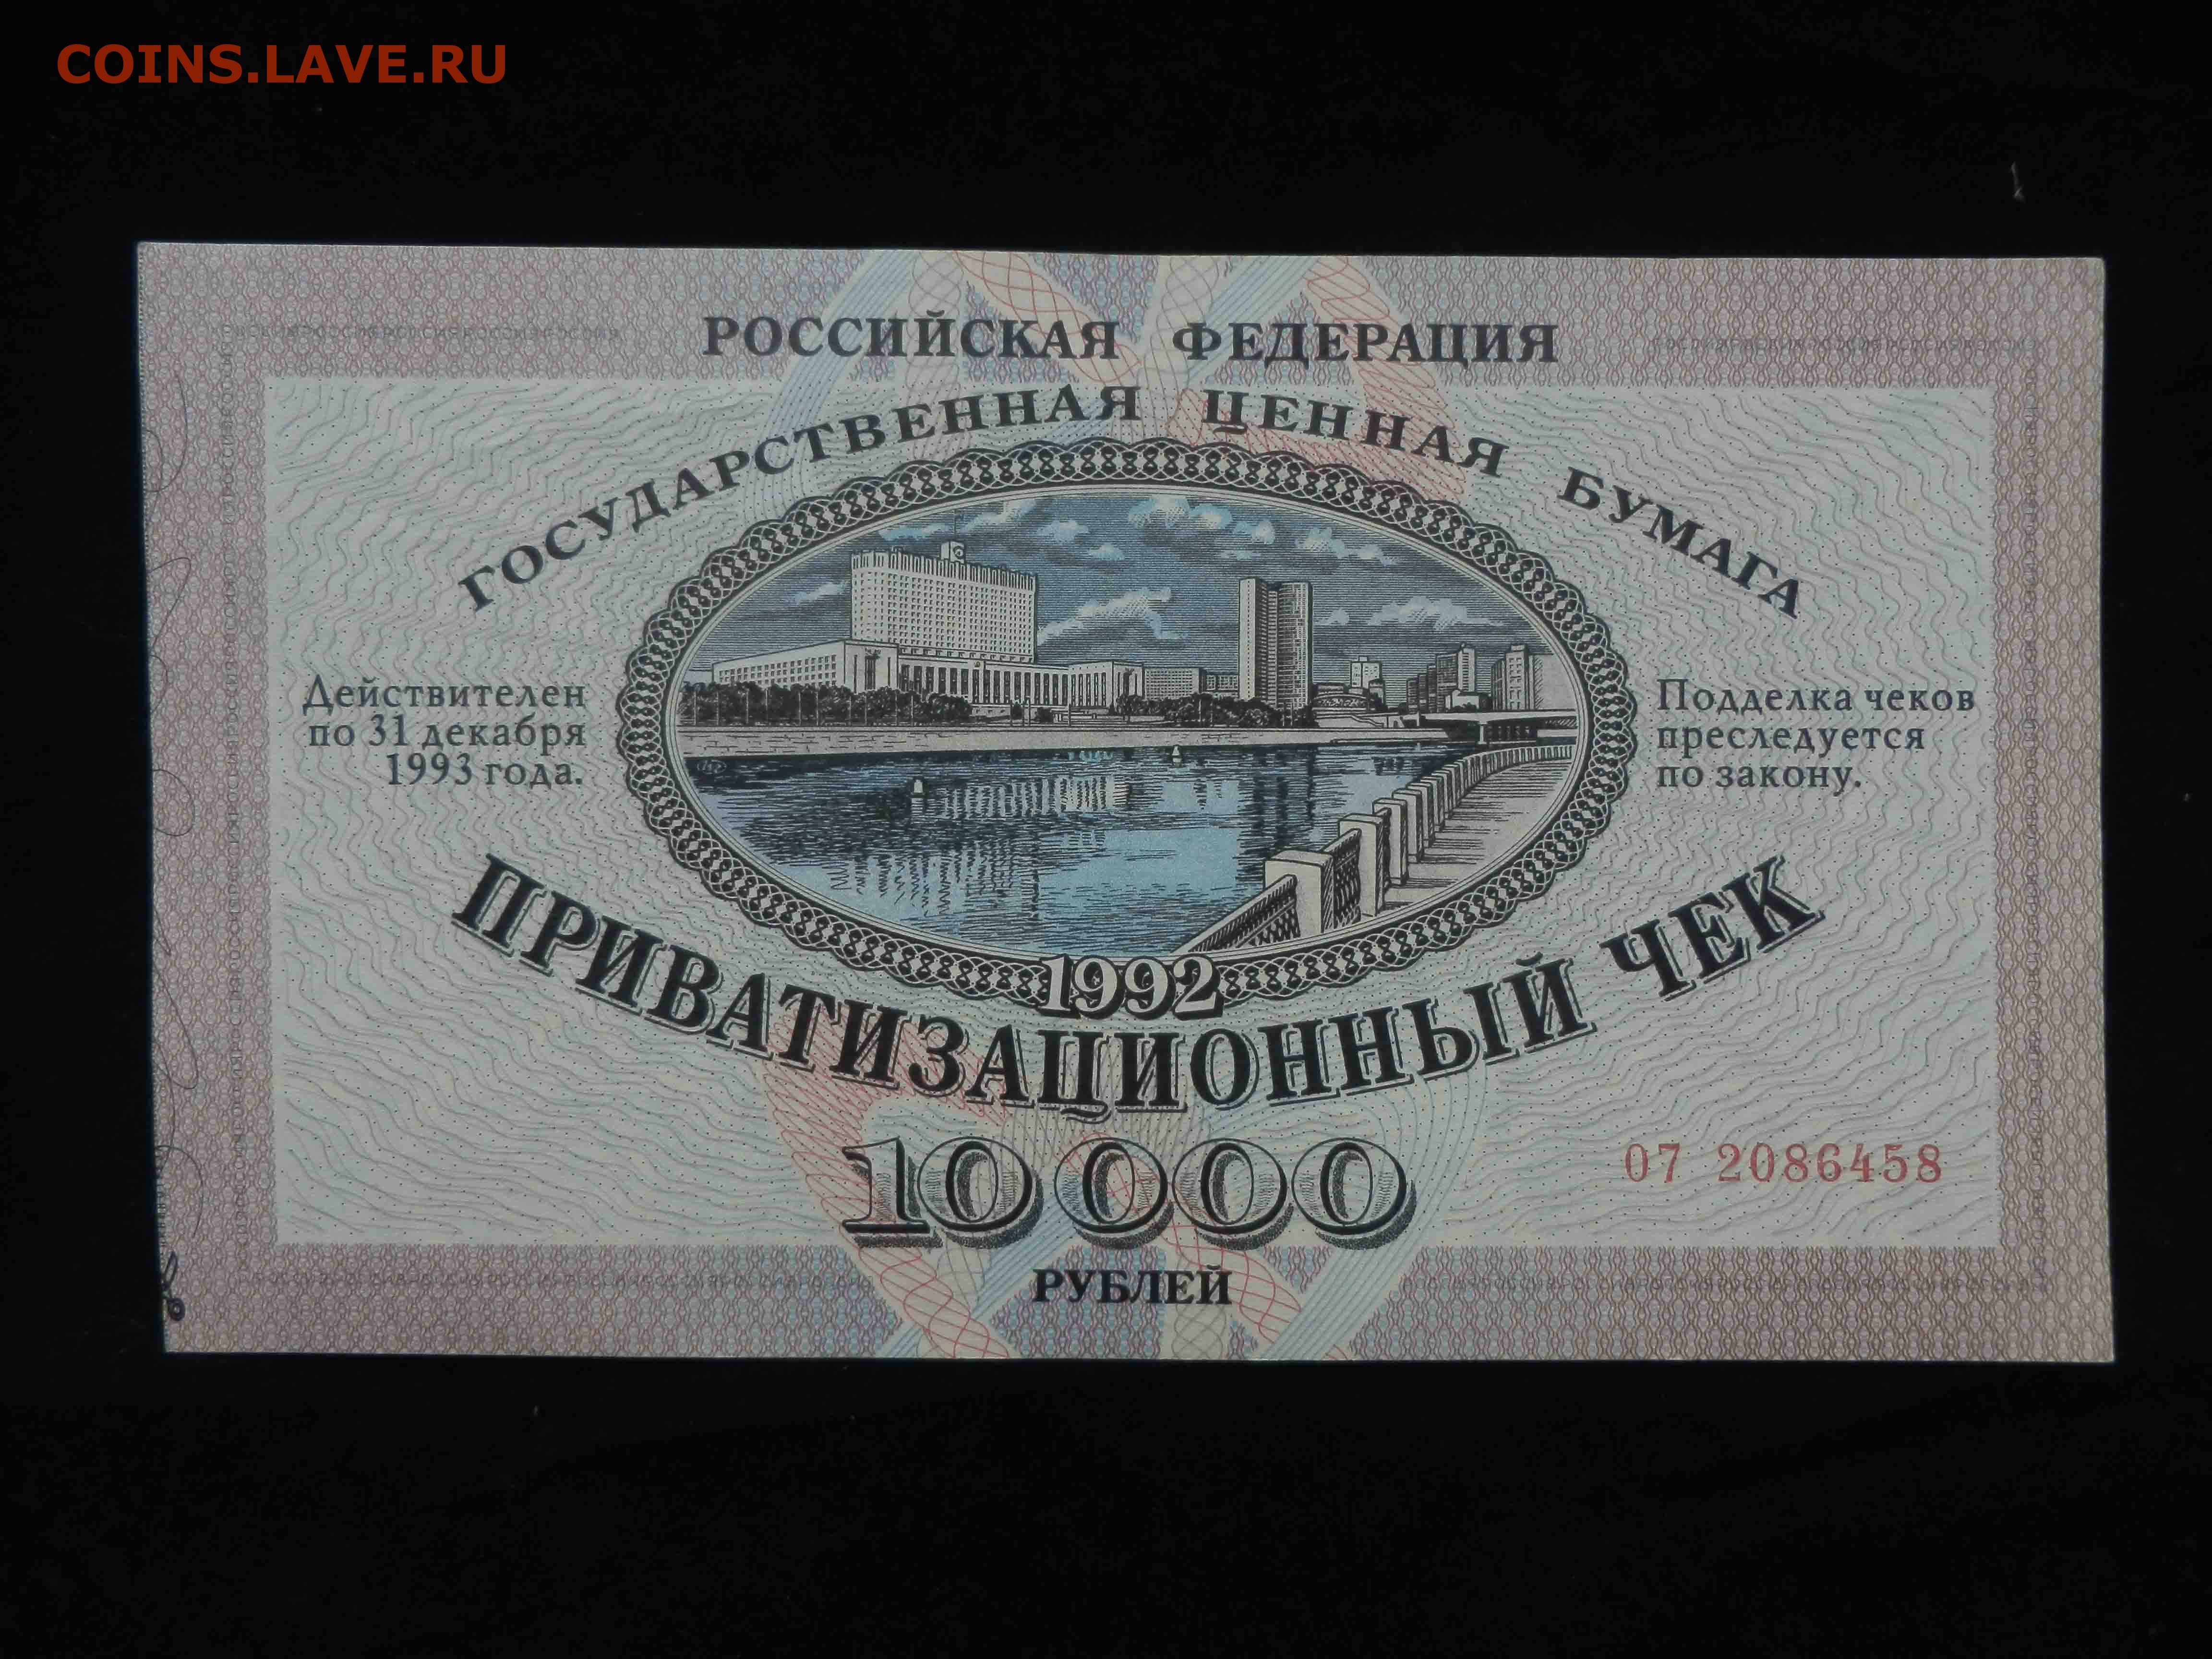 COINS.LAVE.RU
РОССИЙСКАЯ ФЕДЕРАЦИЯ
ГОСУДАРСТВЕННАЯ ЦЕННАЯ БУМАГА
Действителен
по 31 декабря
1993 года.
Подделка чеков
преследуется
по закону.
1992
ПРИВАТИЗАЦИОННЫЙ ЧЕК
10 000
07 2086458
РУБЛЕЙ